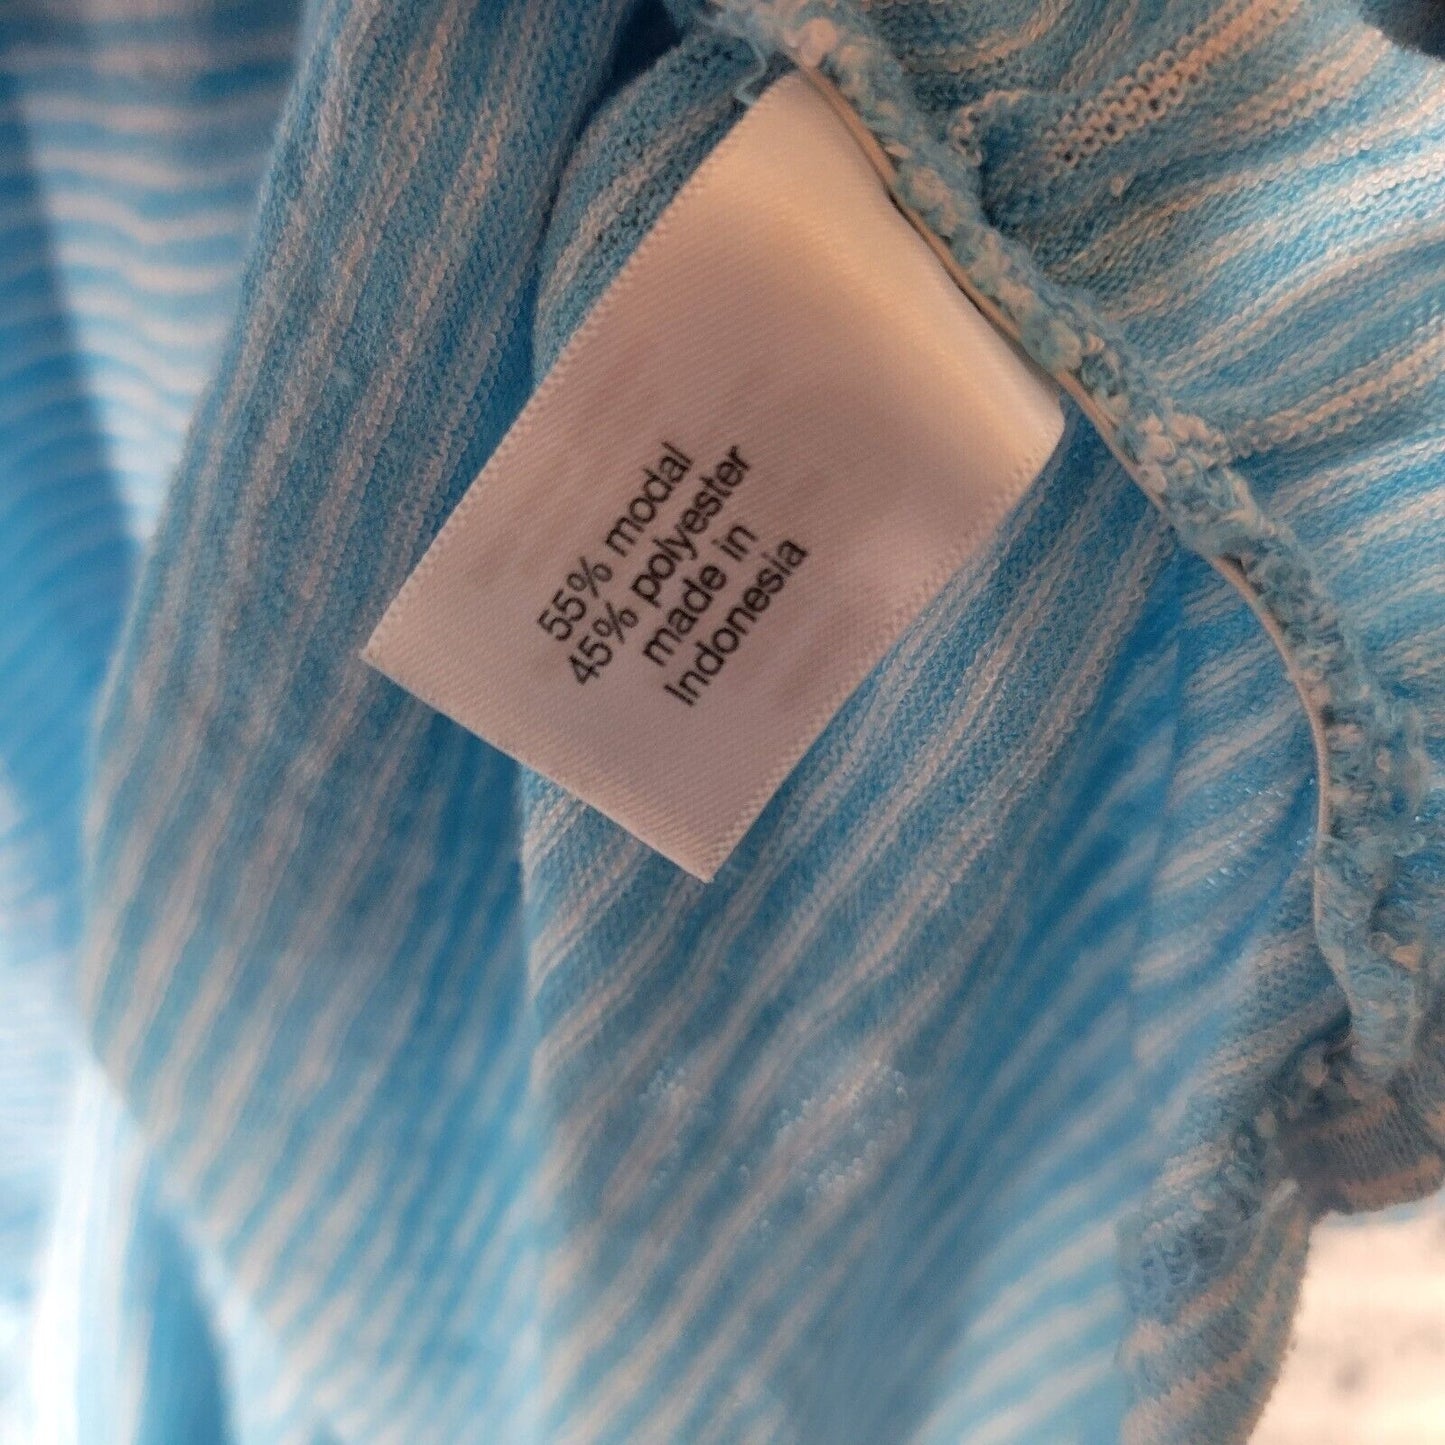 55% modal
45% polyester
made in
Indonesia